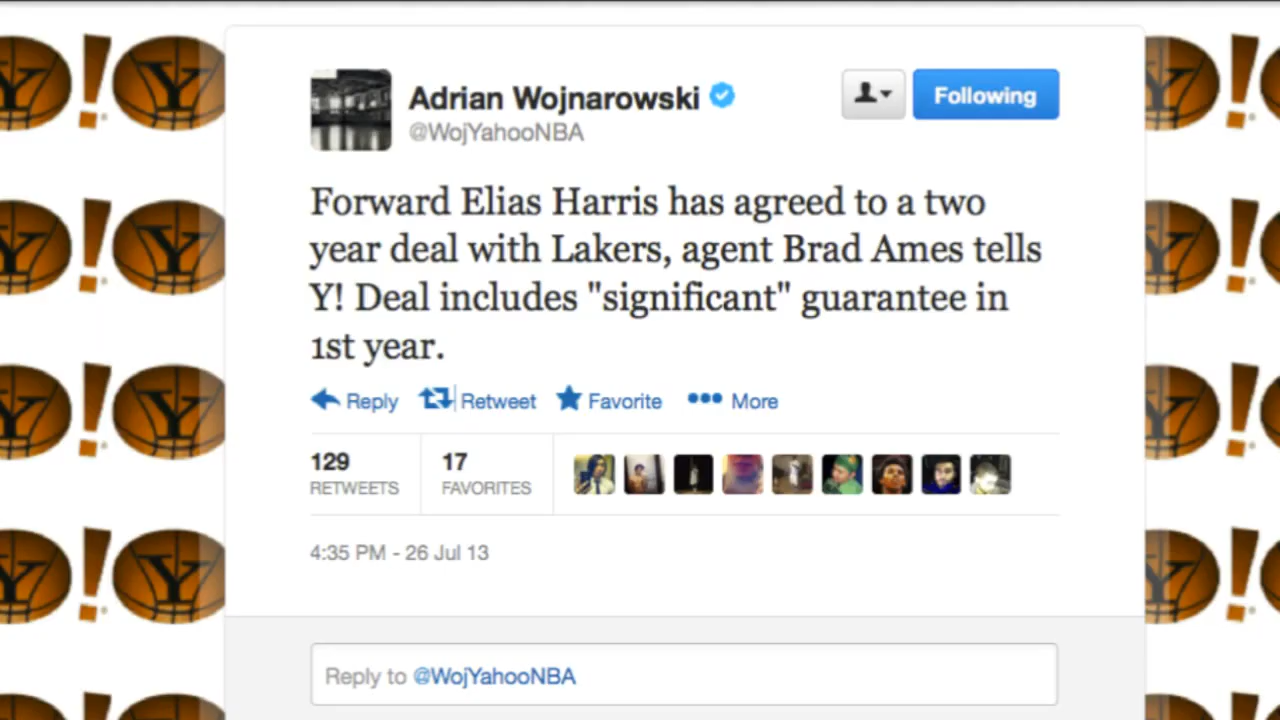 Adrian Wojnarowski
@WojYahooNBA
Following
Forward Elias Harris has agreed to a two
year deal with Lakers, agent Brad Ames tells
Y! Deal includes "significant" guarantee in
1st year.
Reply Retweet Favorite More
129 17
RETWEETS FAVORITES
4:35 PM - 26 Jul 13
Reply to @WojYahooNBA